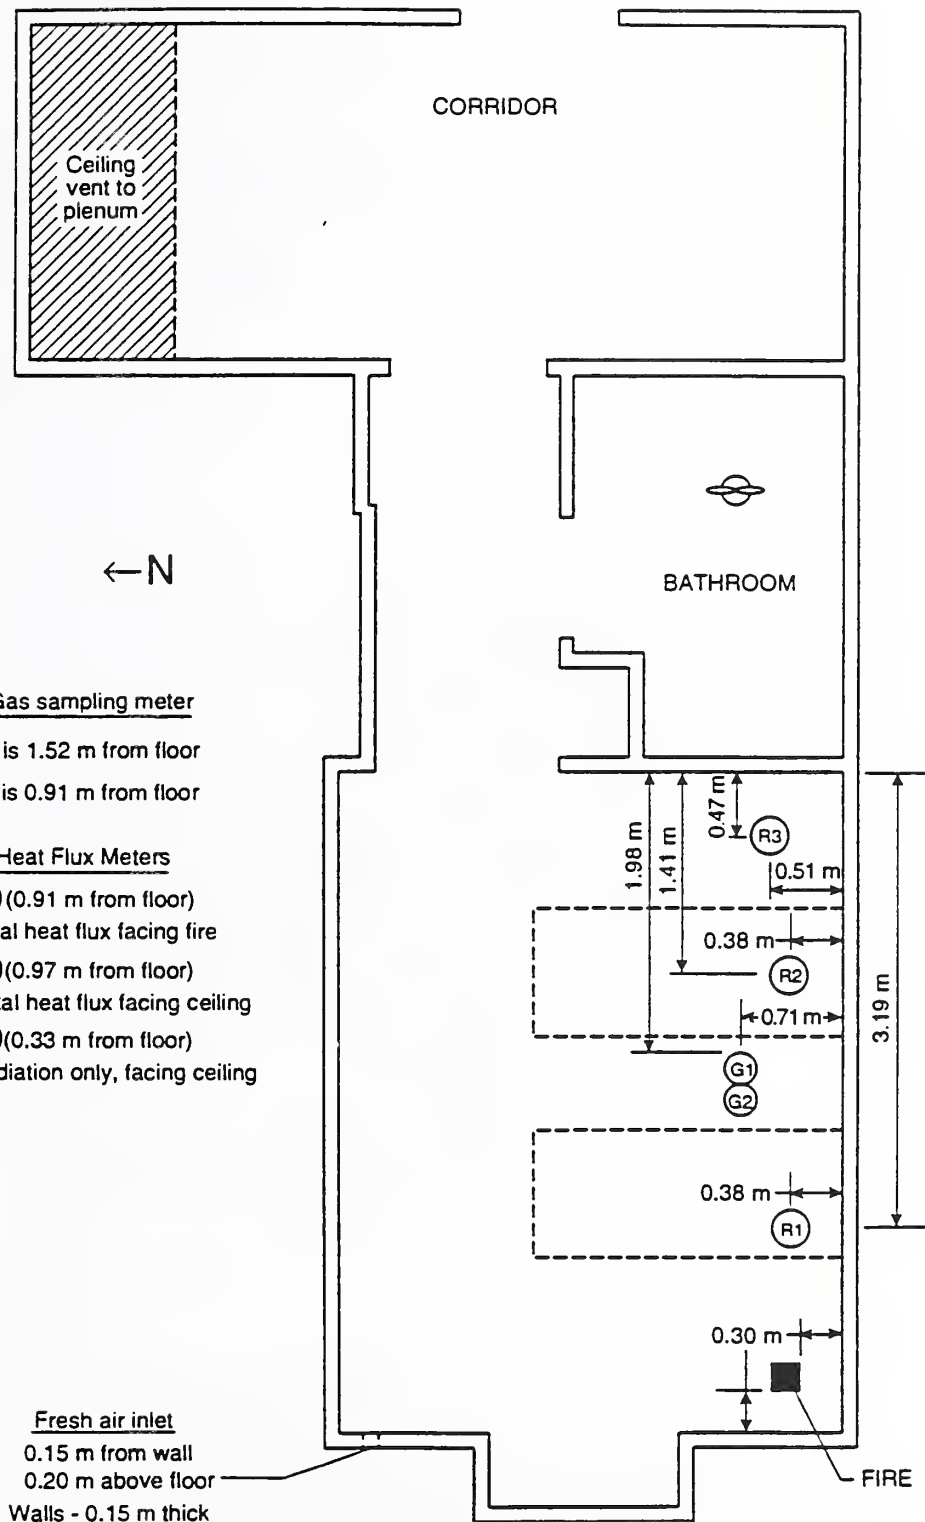 CORRIDOR
Ceiling
vent to
plenum
←N
BATHROOM
Gas sampling meter
is 1.52 m from floor
is 0.91 m from floor
Heat Flux Meters
(0.91 m from floor)
heat flux facing fire
(0.97 m from floor)
heat flux facing ceiling
(0.33 m from floor)
only, facing ceiling
0.47 m
R3
1.98 m
1.41 m
0.51 m
0.38 m
R2
0.71 m
3.19 m
G1
G2
0.38 m
R1
0.30 m
Fresh air inlet
0.15 m from wall
0.20 m above floor
FIRE
Walls - 0.15 m thick